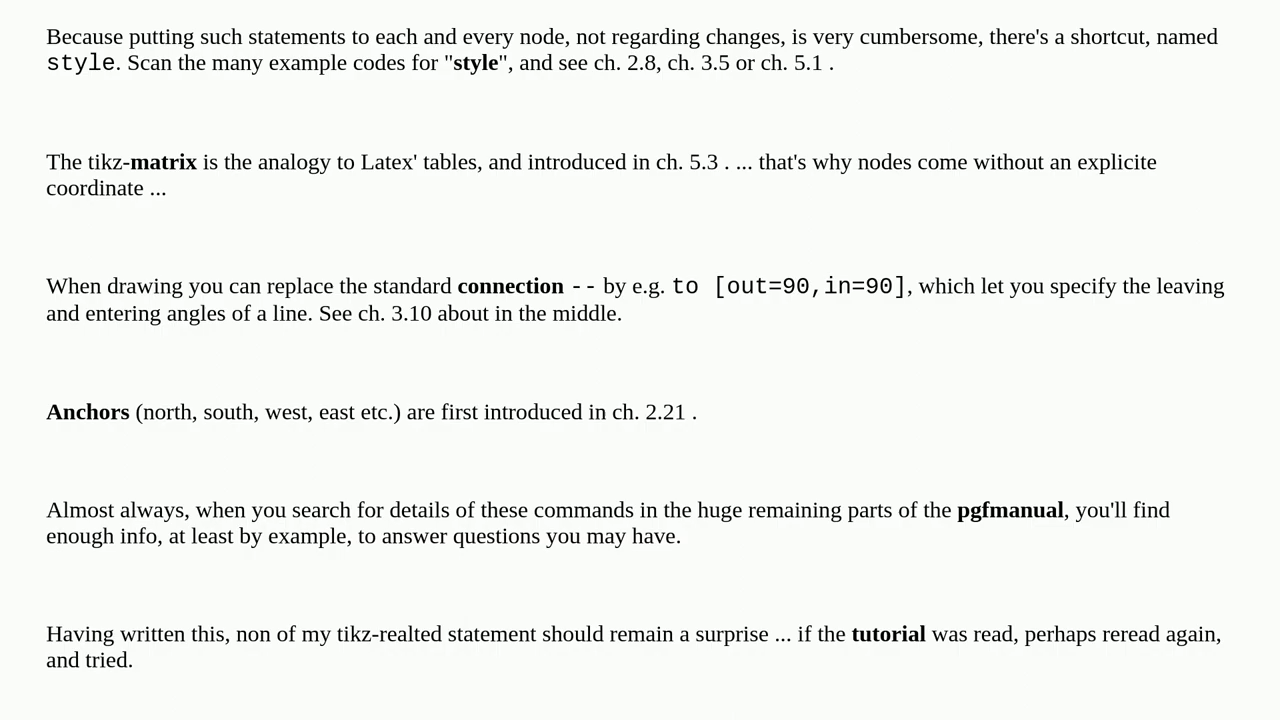 Because putting such statements to each and every node, not regarding changes, is very cumbersome, there's a shortcut, named
style. Scan the many example codes for "style", and see ch. 2.8, ch. 3.5 or ch. 5.1 .
The tikz-matrix is the analogy to Latex' tables, and introduced in ch. 5.3 . ... that's why nodes come without an explicite
coordinate ...
When drawing you can replace the standard connection -- by e.g. to [out=90,in=90], which let you specify the leaving
and entering angles of a line. See ch. 3.10 about in the middle.
Anchors (north, south, west, east etc.) are first introduced in ch. 2.21 .
Almost always, when you search for details of these commands in the huge remaining parts of the pgfmanual, you'll find
enough info, at least by example, to answer questions you may have.
Having written this, non of my tikz-realted statement should remain a surprise ... if the tutorial was read, perhaps reread again,
and tried.